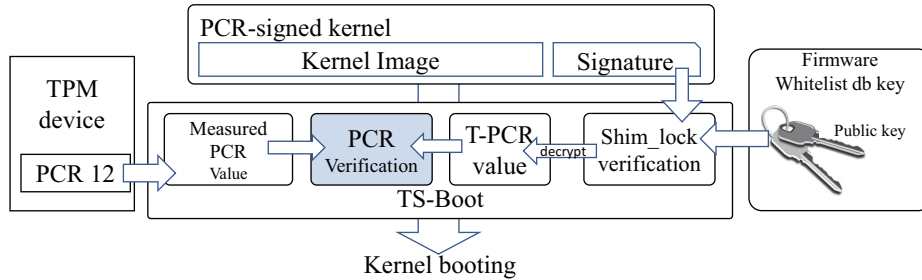 PCR-signed kernel
Kernel Image
Signature
TPM
device
PCR 12
Measured
PCR
Value
PCR
Verification
T-PCR
value
decrypt
Shim_lock
verification
TS-Boot
Firmware
Whitelist db key
Public key
Kernel booting